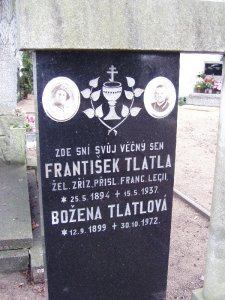 ZDE SNÍ SVŮJ VĚČNÝ SEN
FRANTIŠEK TLATLA
ŽEL. ZŘÍZ. PŘÍSL. FRANC. LEGIÍ.
* 25.5.1894 + 15.5.1937.
BOŽENA TLATLOVÁ
* 12.9.1899 + 30.10.1972.